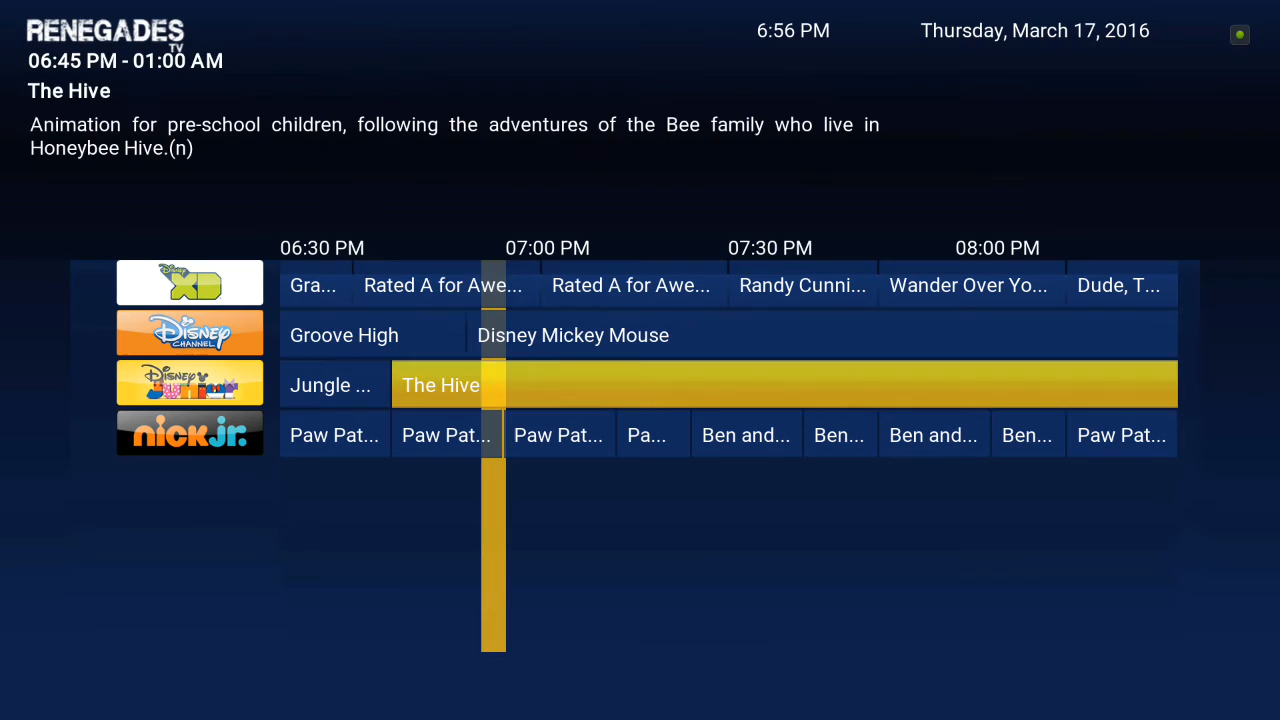 RENEGADES
TV
6:56 PM
Thursday, March 17, 2016
06:45 PM - 01:00 AM
The Hive
Animation for pre-school children, following the adventures of the Bee family who live in
Honeybee Hive.(n)
06:30 PM 07:00 PM 07:30 PM 08:00 PM
Disney XD Gra... Rated A for Awe... Rated A for Awe... Randy Cunni... Wander Over Yo... Dude, T...
Disney CHANNEL Groove High Disney Mickey Mouse
Disney JUNIOR Jungle ... The Hive
nick jr. Paw Pat... Paw Pat... Paw Pat... Pa... Ben and... Ben... Ben and... Ben... Paw Pat...